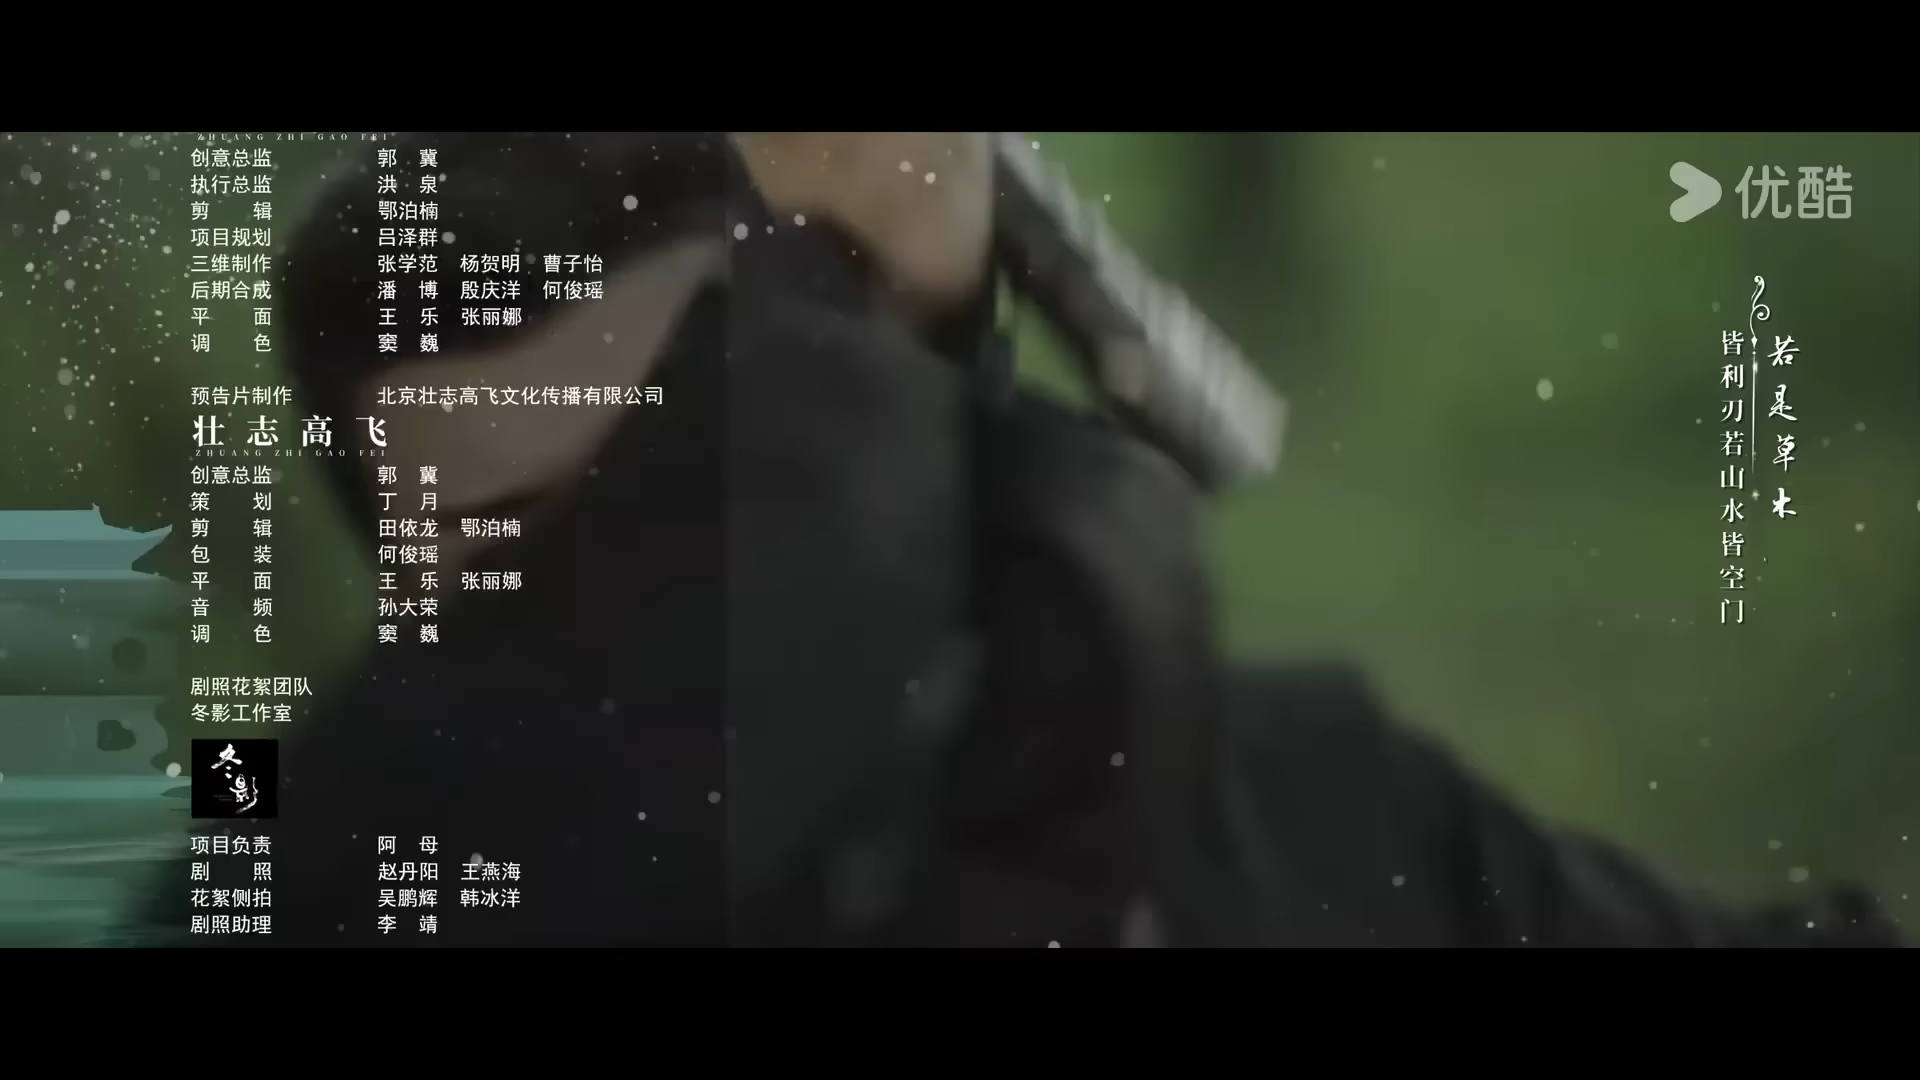 ZHUANG ZHI GAO FEI
创意总监 郭冀
执行总监 洪泉
剪辑 鄂泊楠
项目规划 吕泽群
三维制作 张学范 杨贺明 曹子怡
后期合成 潘博 殷庆洋 何俊瑶
平面 王乐 张丽娜
调色 窦巍
预告片制作 北京壮志高飞文化传播有限公司
壮志高飞
ZHUANG ZHI GAO FEI
创意总监 郭冀
策划 丁月
剪辑 田依龙 鄂泊楠
包装 何俊瑶
平面 王乐 张丽娜
音频 孙大荣
调色 窦巍
剧照花絮团队
冬影工作室
冬影
项目负责 阿母
剧照 赵丹阳 王燕海
花絮侧拍 吴鹏辉 韩冰洋
剧照助理 李靖
优酷
若是草木
皆利刃若山水皆空门